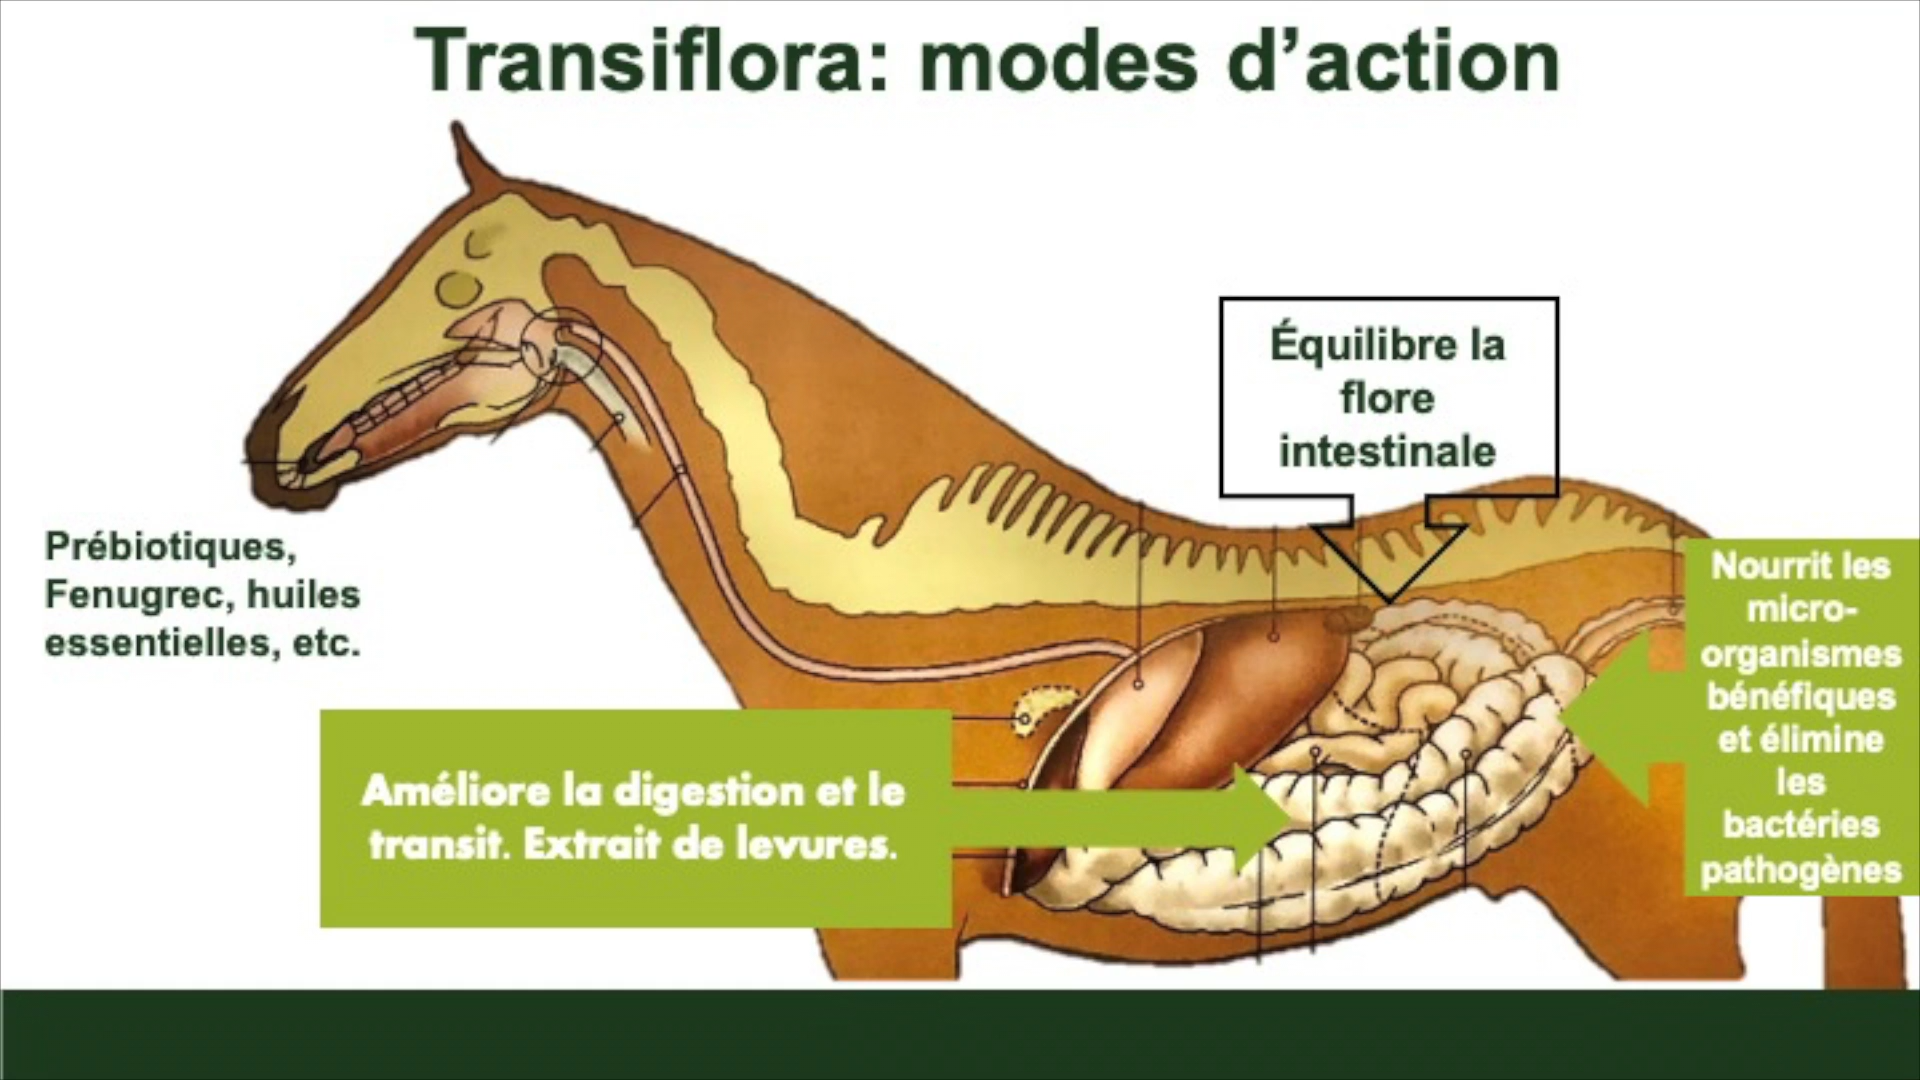 Transiflora: modes d’action
Équilibre la
flore
intestinale
Prébiotiques,
Fenugrec, huiles
essentielles, etc.
Nourrit les
micro-
organismes
bénéfiques
et élimine
les
bactéries
pathogènes
Améliore la digestion et le
transit. Extrait de levures.